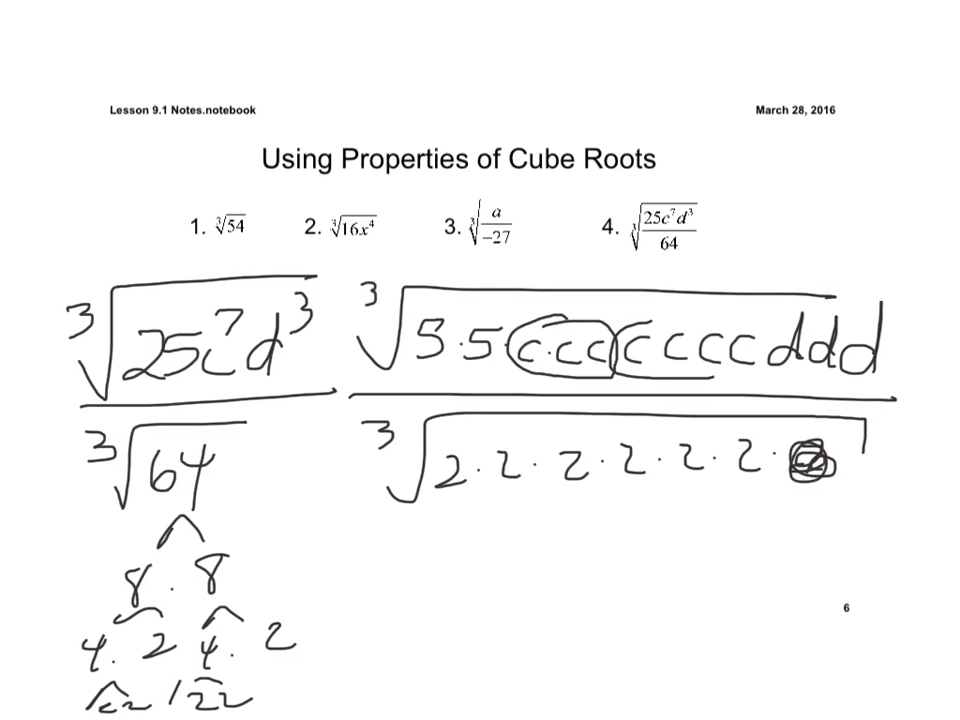 Lesson 9.1 Notes.notebook March 28, 2016
Using Properties of Cube Roots
1. ∛54 2. ∛16x⁴ 3. ∛(a/−27) 4. ∛(25c⁷d³/64)
∛25c⁷d³ ∛5·5·c·c·c c c c c d d d
∛64 ∛2·2·2·2·2·2·
8 · 8
4 · 2 4 · 2
22
6